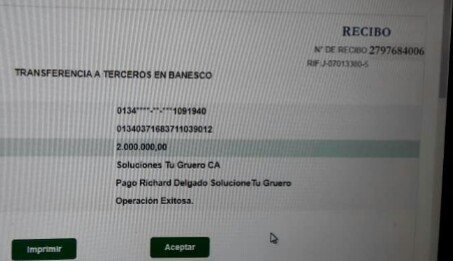 RECIBO
N° DE RECIBO 2797684006
RIF:J-07013380-5
TRANSFERENCIA A TERCEROS EN BANESCO
0134****-**-***1091940
01340371683711039012
2.000.000,00
Soluciones Tu Gruero CA
Pago Richard Delgado SolucioneTu Gruero
Operación Exitosa.
Imprimir
Aceptar